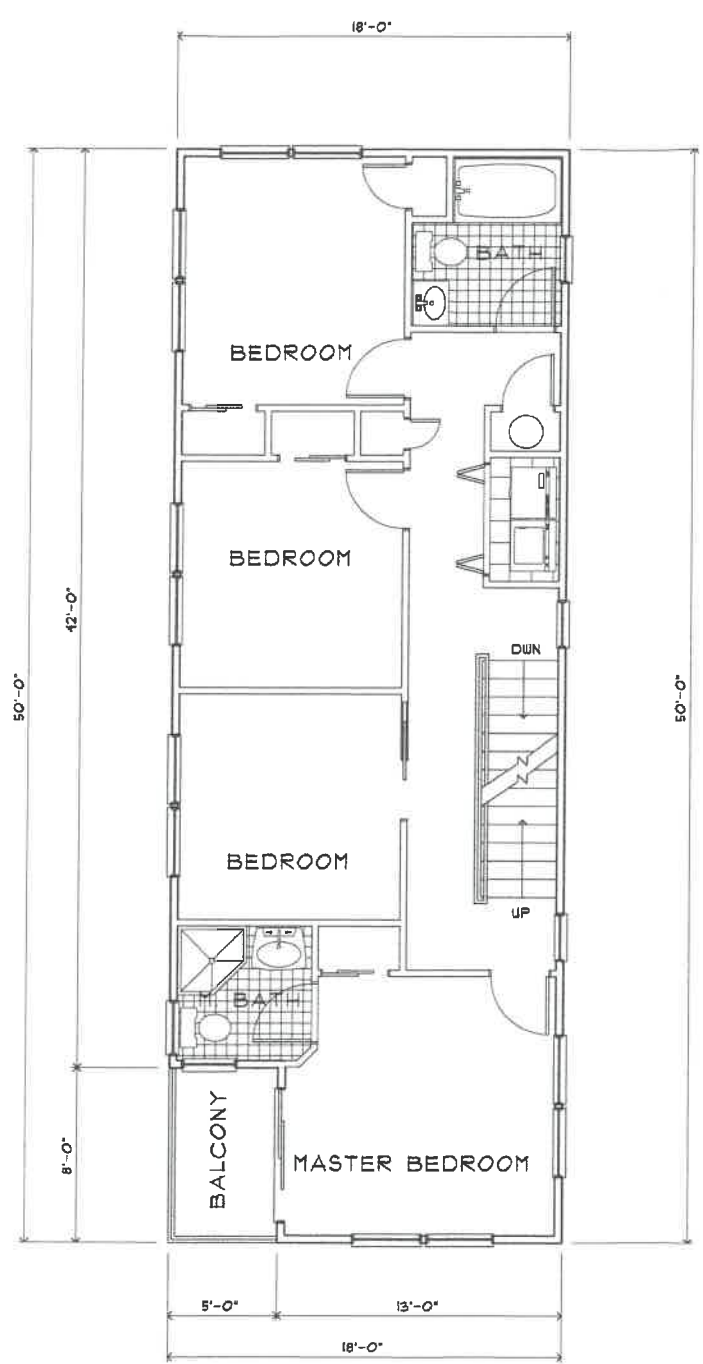 18'-0"
BATH
BEDROOM
BEDROOM
42'-0"
50'-0"
DWN
50'-0"
BEDROOM
UP
M BATH
8'-0"
BALCONY
MASTER BEDROOM
5'-0"
13'-0"
18'-0"